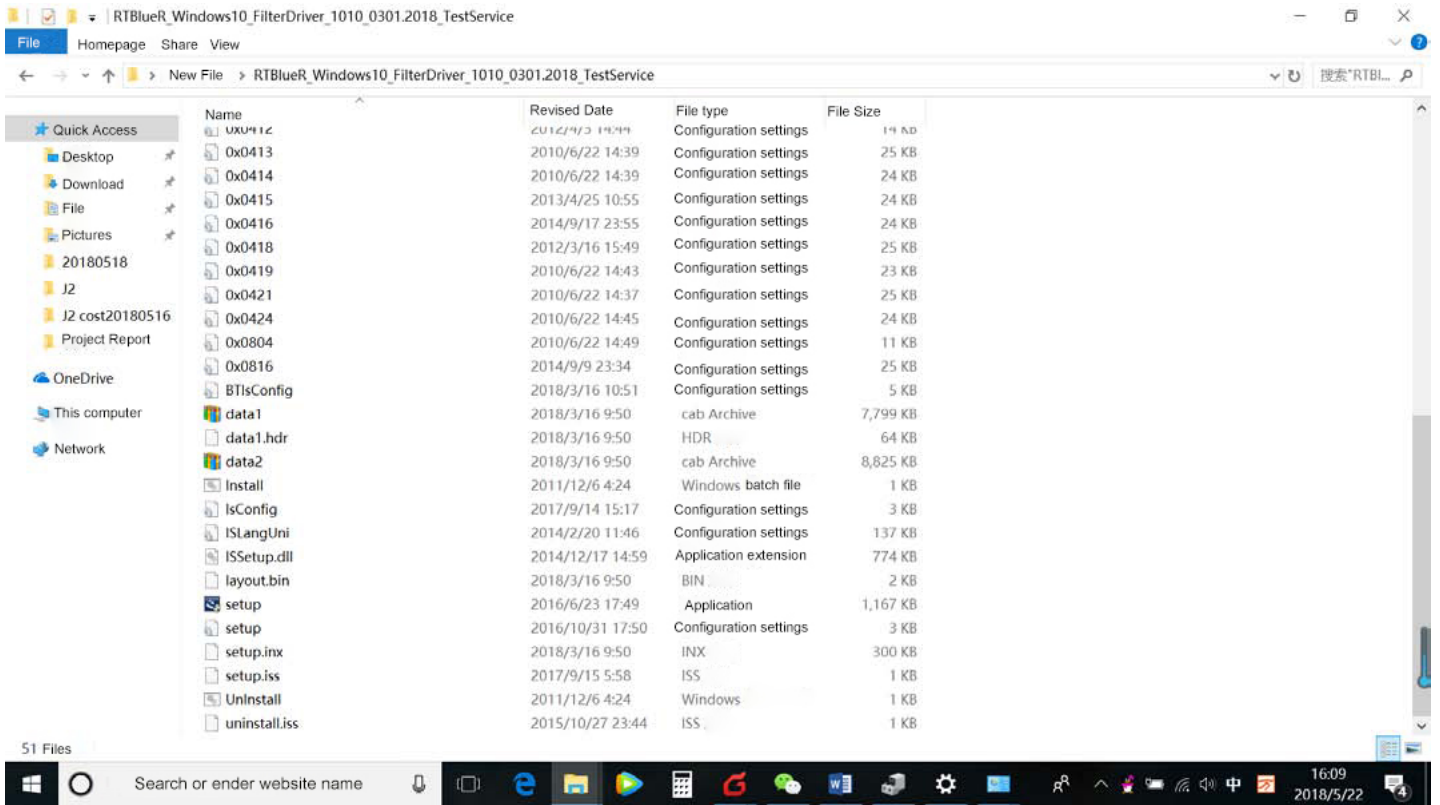 RTBlueR_Windows10_FilterDriver_1010_0301.2018_TestService
File Homepage Share View
New File > RTBlueR_Windows10_FilterDriver_1010_0301.2018_TestService 搜索"RTBl...
Name Revised Date File type File Size
Quick Access
Desktop
Download
File
Pictures
20180518
J2
J2 cost20180516
Project Report
OneDrive
This computer
Network
0x0412 2012/4/3 14:44 Configuration settings 14 KB
0x0413 2010/6/22 14:39 Configuration settings 25 KB
0x0414 2010/6/22 14:39 Configuration settings 24 KB
0x0415 2013/4/25 10:55 Configuration settings 24 KB
0x0416 2014/9/17 23:55 Configuration settings 24 KB
0x0418 2012/3/16 15:49 Configuration settings 25 KB
0x0419 2010/6/22 14:43 Configuration settings 23 KB
0x0421 2010/6/22 14:37 Configuration settings 25 KB
0x0424 2010/6/22 14:45 Configuration settings 24 KB
0x0804 2010/6/22 14:49 Configuration settings 11 KB
0x0816 2014/9/9 23:34 Configuration settings 25 KB
BTIsConfig 2018/3/16 10:51 Configuration settings 5 KB
data1 2018/3/16 9:50 cab Archive 7,799 KB
data1.hdr 2018/3/16 9:50 HDR 64 KB
data2 2018/3/16 9:50 cab Archive 8,825 KB
Install 2011/12/6 4:24 Windows batch file 1 KB
IsConfig 2017/9/14 15:17 Configuration settings 3 KB
ISLangUni 2014/2/20 11:46 Configuration settings 137 KB
ISSetup.dll 2014/12/17 14:59 Application extension 774 KB
layout.bin 2018/3/16 9:50 BIN 2 KB
setup 2016/6/23 17:49 Application 1,167 KB
setup 2016/10/31 17:50 Configuration settings 3 KB
setup.inx 2018/3/16 9:50 INX 300 KB
setup.iss 2017/9/15 5:58 ISS 1 KB
UnInstall 2011/12/6 4:24 Windows 1 KB
uninstall.iss 2015/10/27 23:44 ISS 1 KB
51 Files
Search or ender website name 中 16:09
2018/5/22
4